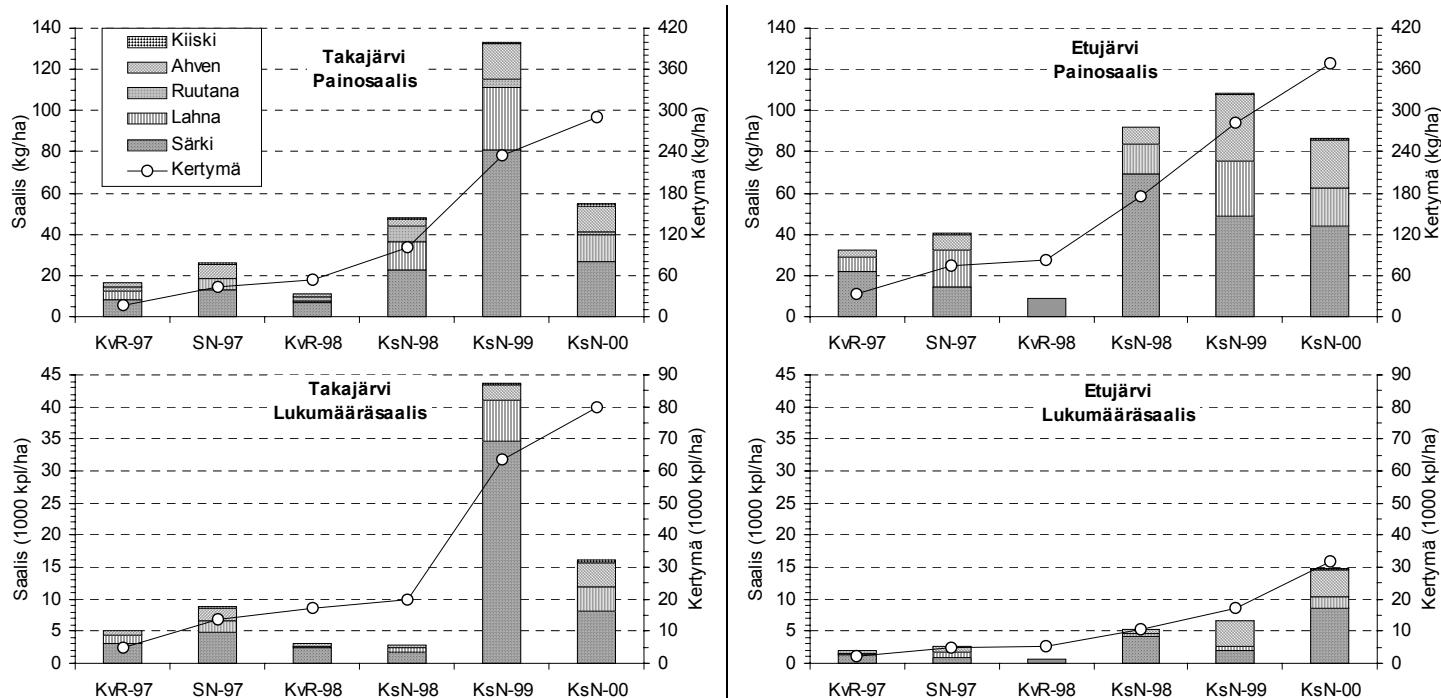 Takajärvi
Painosaalis
Saalis (kg/ha)
140
120
100
80
60
40
20
0
Kiiski
Ahven
Ruutana
Lahna
Särki
Kertymä
420
360
300
240
180
120
60
0
Kertymä (kg/ha)
KvR-97 SN-97 KvR-98 KsN-98 KsN-99 KsN-00
Etujärvi
Painosaalis
Saalis (kg/ha)
140
120
100
80
60
40
20
0
420
360
300
240
180
120
60
0
Kertymä (kg/ha)
KvR-97 SN-97 KvR-98 KsN-98 KsN-99 KsN-00
Takajärvi
Lukumääräsaalis
Saalis (1000 kpl/ha)
45
40
35
30
25
20
15
10
5
0
90
80
70
60
50
40
30
20
10
0
Kertymä (1000 kpl/ha)
KvR-97 SN-97 KvR-98 KsN-98 KsN-99 KsN-00
Etujärvi
Lukumääräsaalis
Saalis (1000 kpl/ha)
45
40
35
30
25
20
15
10
5
0
90
80
70
60
50
40
30
20
10
0
Kertymä (1000 kpl/ha)
KvR-97 SN-97 KvR-98 KsN-98 KsN-99 KsN-00